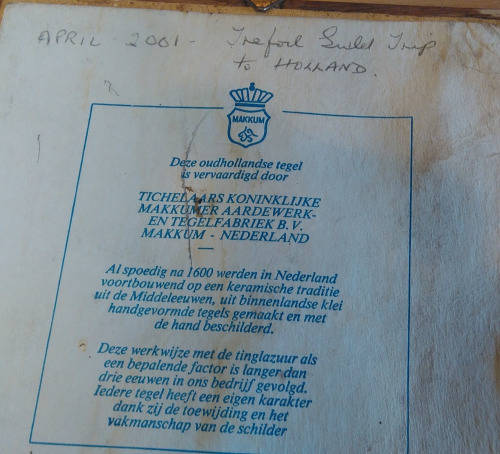 APRIL 2001 - Trefoil Guild Trip
to HOLLAND.
MAKKUM
Deze oudhollandse tegel
is vervaardigd door
TICHELAARS KONINKLIJKE
MAKKUMER AARDEWERK-
EN TEGELFABRIEK B.V.
MAKKUM - NEDERLAND
Al spoedig na 1600 werden in Nederland
voortbouwend op een keramische traditie
uit de Middeleeuwen, uit binnenlandse klei
handgevormde tegels gemaakt en met
de hand beschilderd.
Deze werkwijze met de tinglazuur als
een bepalende factor is langer dan
drie eeuwen in ons bedrijf gevolgd.
Iedere tegel heeft een eigen karakter
dank zij de toewijding en het
vakmanschap van de schilder